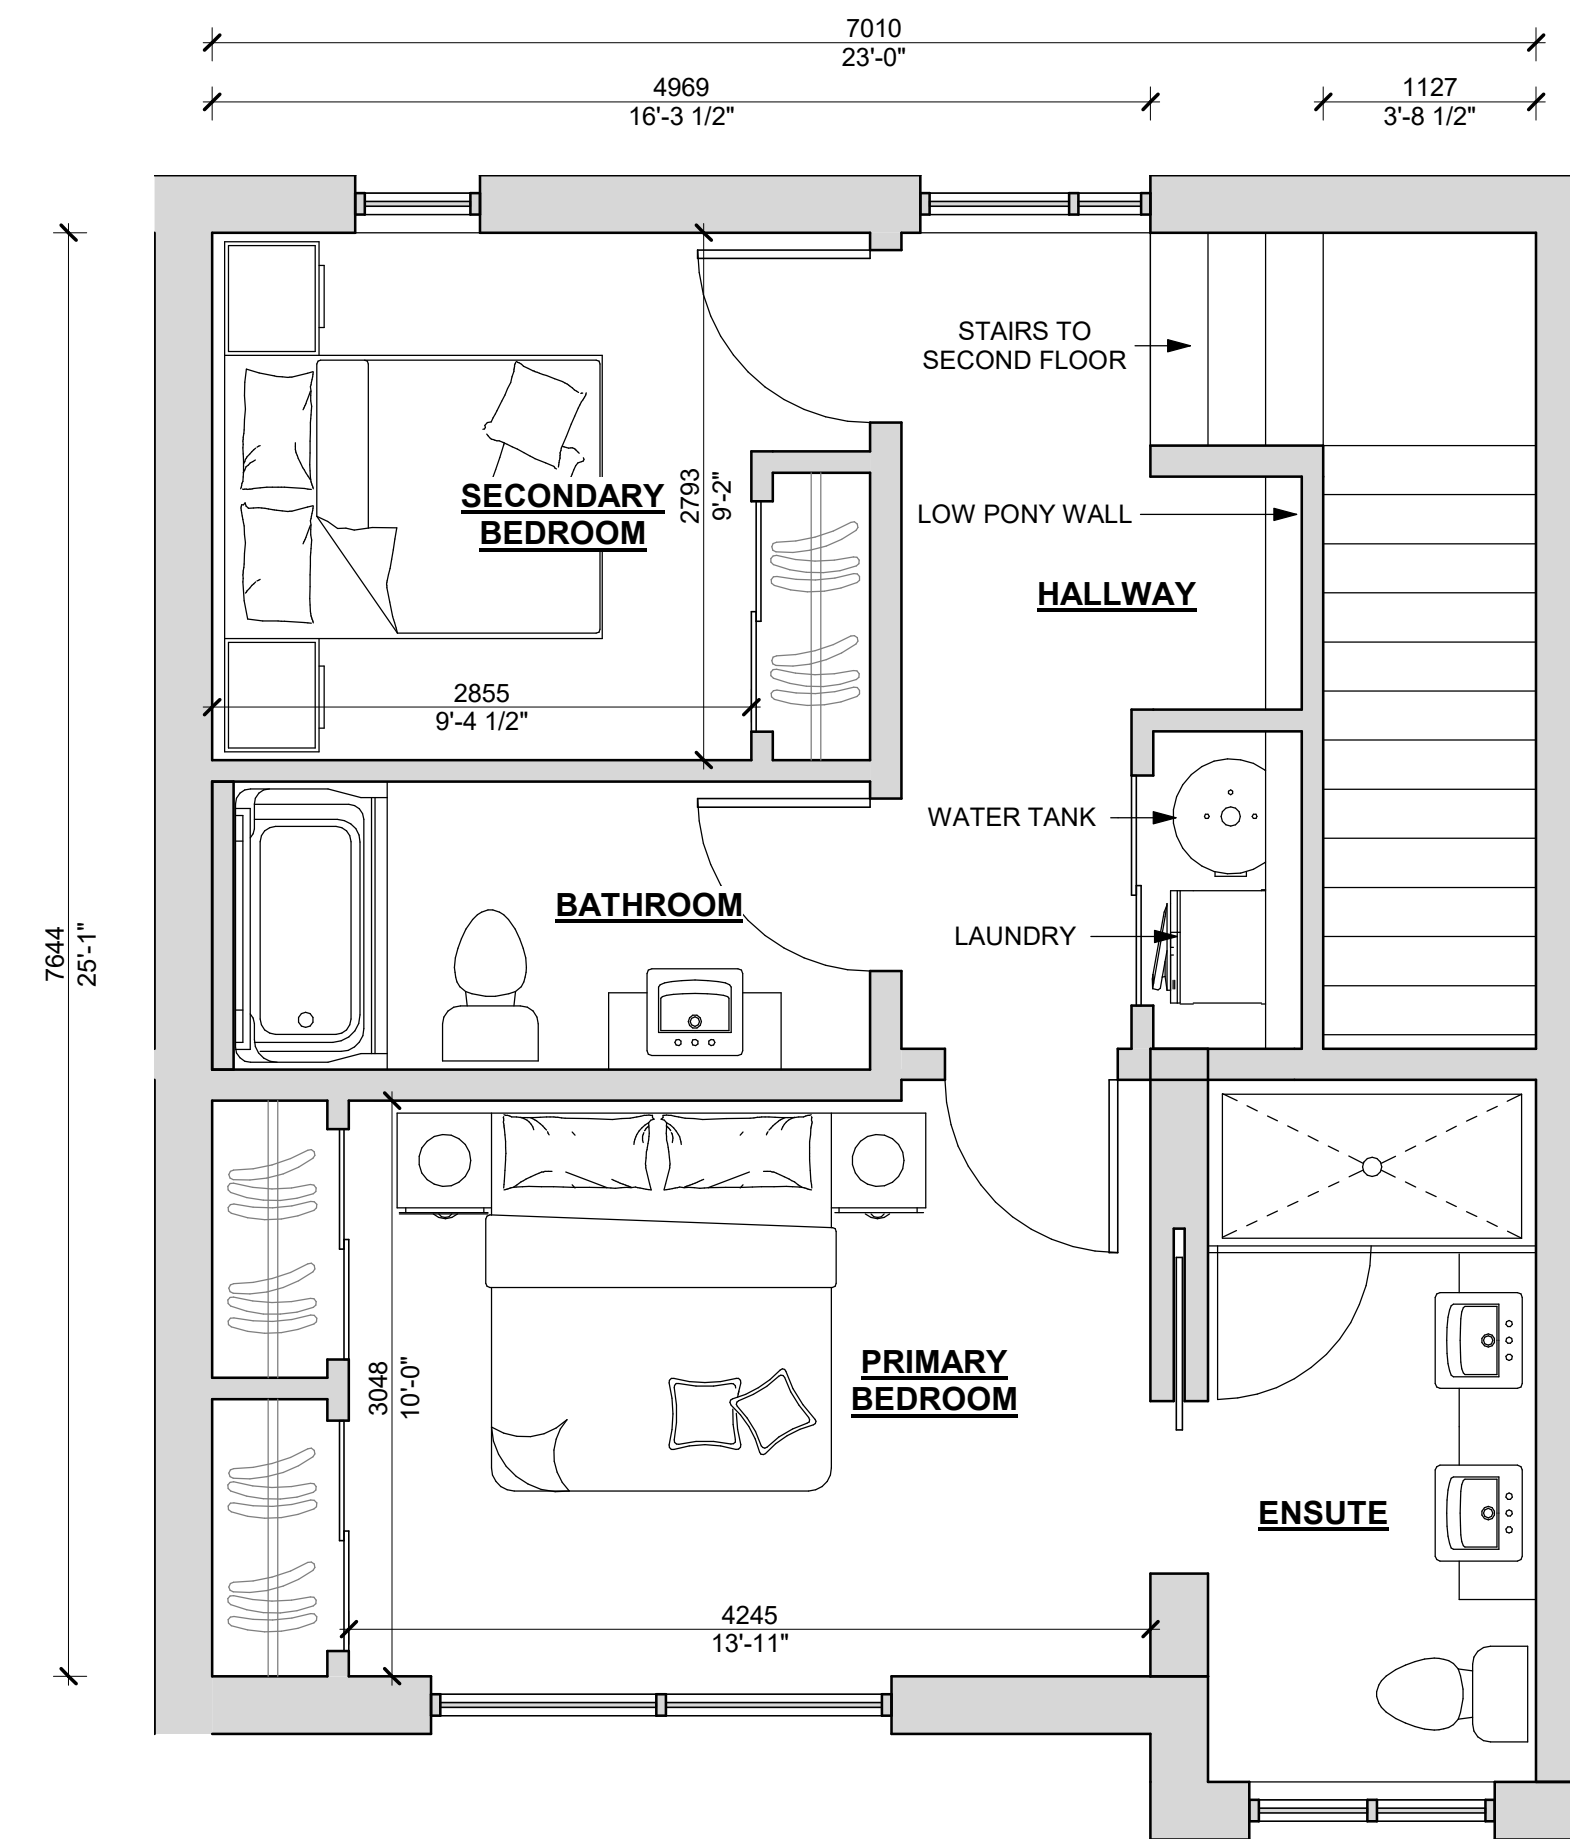 7010
23'-0"
4969
16'-3 1/2"
1127
3'-8 1/2"
STAIRS TO
SECOND FLOOR
SECONDARY
BEDROOM
2793
9'-2"
LOW PONY WALL
HALLWAY
2855
9'-4 1/2"
WATER TANK
BATHROOM
LAUNDRY
7644
25'-1"
3048
10'-0"
PRIMARY
BEDROOM
ENSUTE
4245
13'-11"